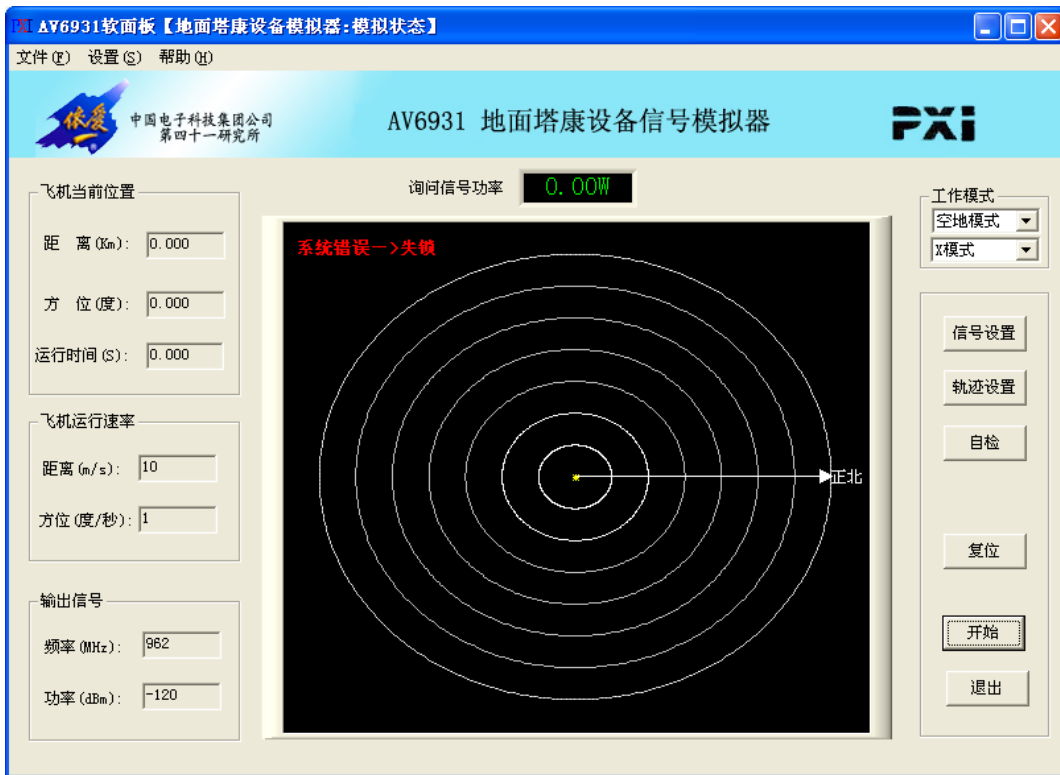 PXI AV6931软面板【地面塔康设备模拟器:模拟状态】
文件(F) 设置(S) 帮助(H)
依爱
中国电子科技集团公司
第四十一研究所
AV6931 地面塔康设备信号模拟器
PXI
飞机当前位置
距 离(Km): 0.000
方 位(度): 0.000
运行时间(S): 0.000
飞机运行速率
距离(m/s): 10
方位(度/秒): 1
输出信号
频率(MHz): 962
功率(dBm): -120
询问信号功率 0.00W
系统错误—>失锁
正北
工作模式
空地模式
X模式
信号设置
轨迹设置
自检
复位
开始
退出